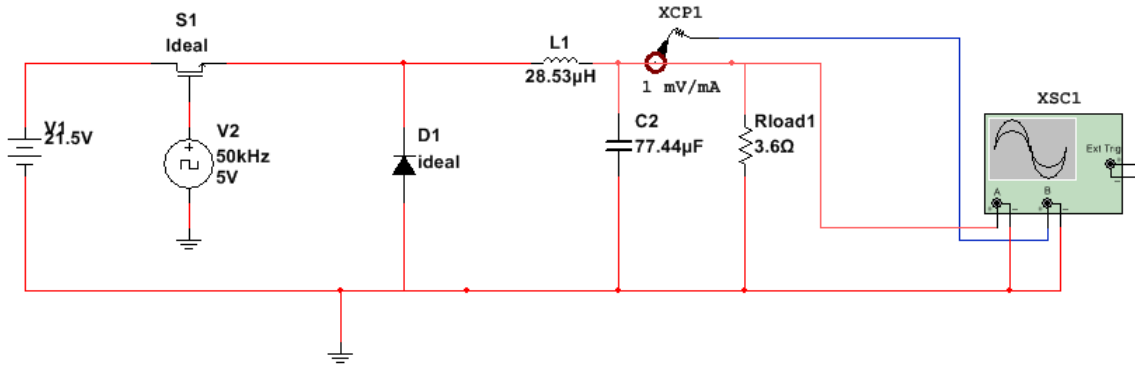 S1
Ideal
V1
21.5V
V2
50kHz
5V
D1
ideal
L1
28.53µH
C2
77.44µF
XCP1
1 mV/mA
Rload1
3.6Ω
XSC1
Ext Trig
+
−
A
B
+
−
+
−